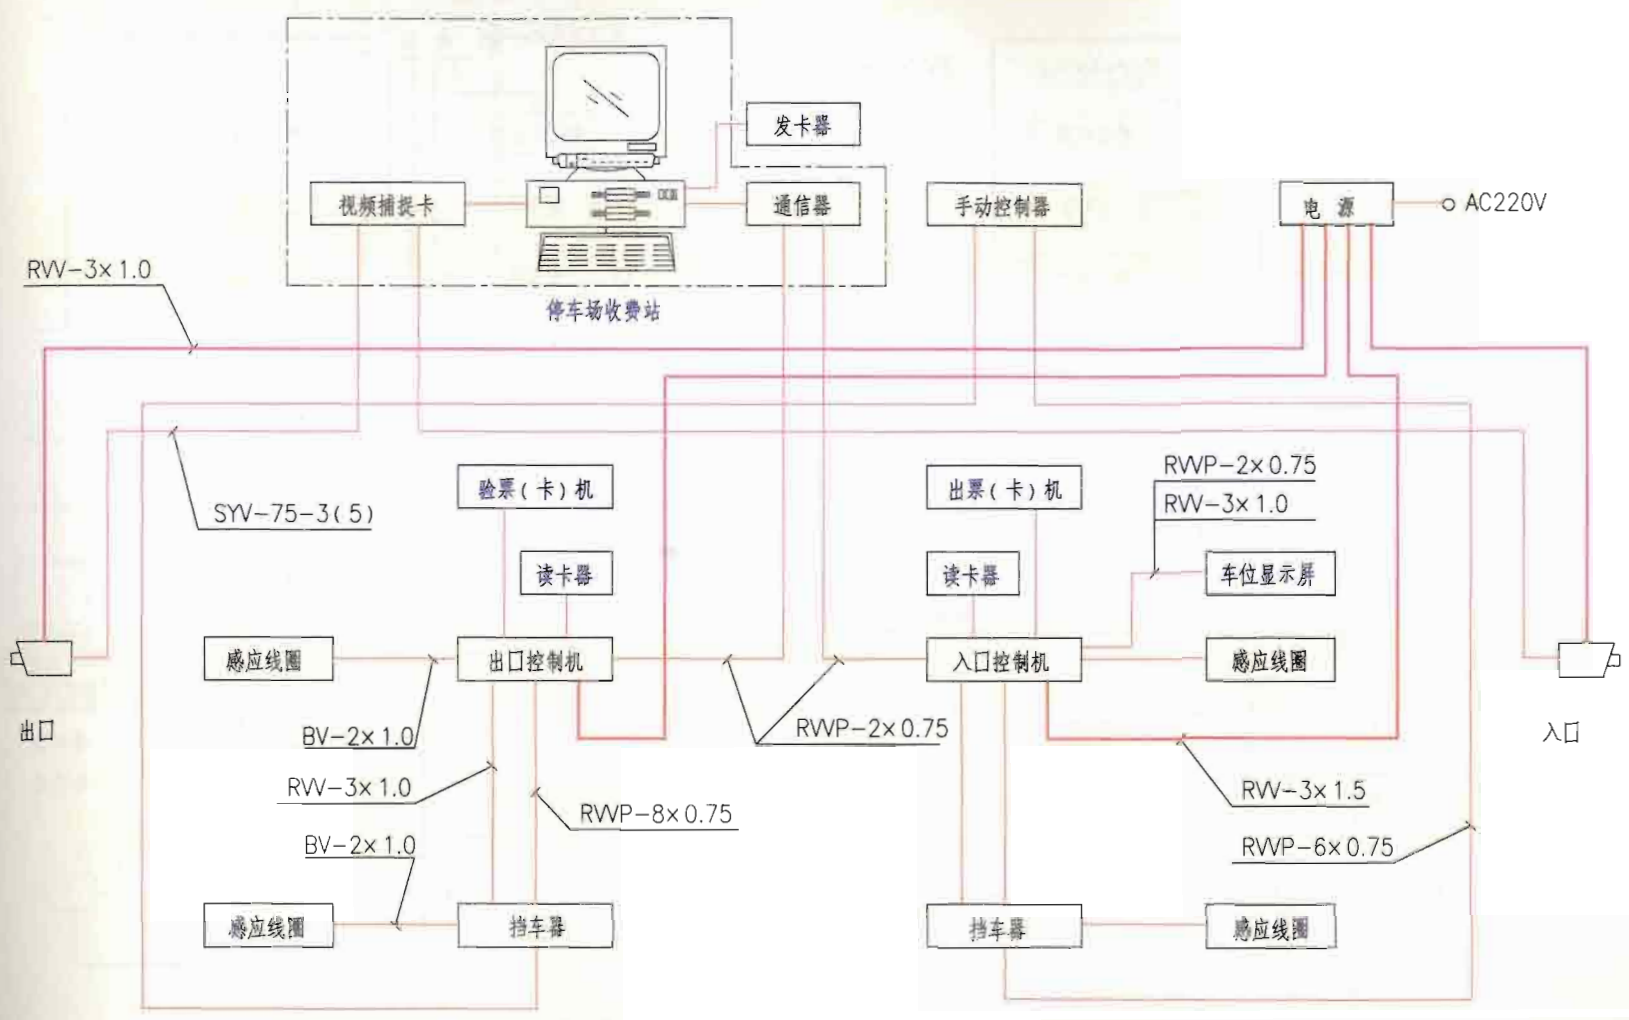 发卡器
视频捕捉卡
通信器
手动控制器
电 源
AC220V
RVV-3×1.0
停车场收费站
SYV-75-3(5)
验票(卡)机
出票(卡)机
RVVP-2×0.75
RVV-3×1.0
读卡器
读卡器
车位显示屏
感应线圈
出口控制机
入口控制机
感应线圈
出口
BV-2×1.0
RVVP-2×0.75
入口
RVV-3×1.0
RVVP-8×0.75
RVV-3×1.5
BV-2×1.0
RVVP-6×0.75
感应线圈
挡车器
挡车器
感应线圈